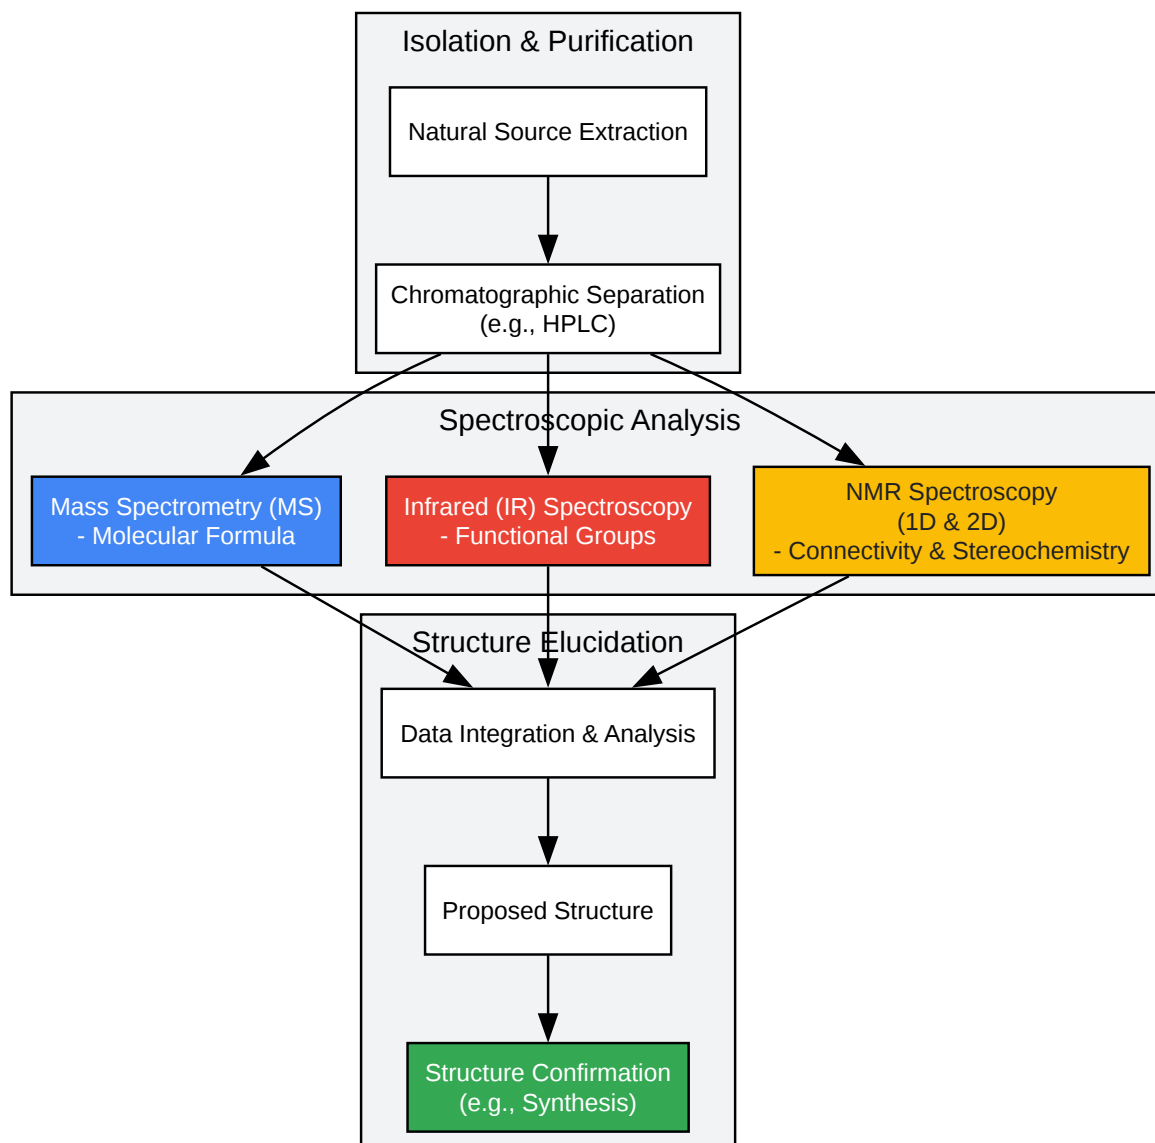 Isolation & Purification
Natural Source Extraction
Chromatographic Separation
(e.g., HPLC)
Spectroscopic Analysis
Mass Spectrometry (MS)
- Molecular Formula
Infrared (IR) Spectroscopy
- Functional Groups
NMR Spectroscopy
(1D & 2D)
- Connectivity & Stereochemistry
Structure Elucidation
Data Integration & Analysis
Proposed Structure
Structure Confirmation
(e.g., Synthesis)